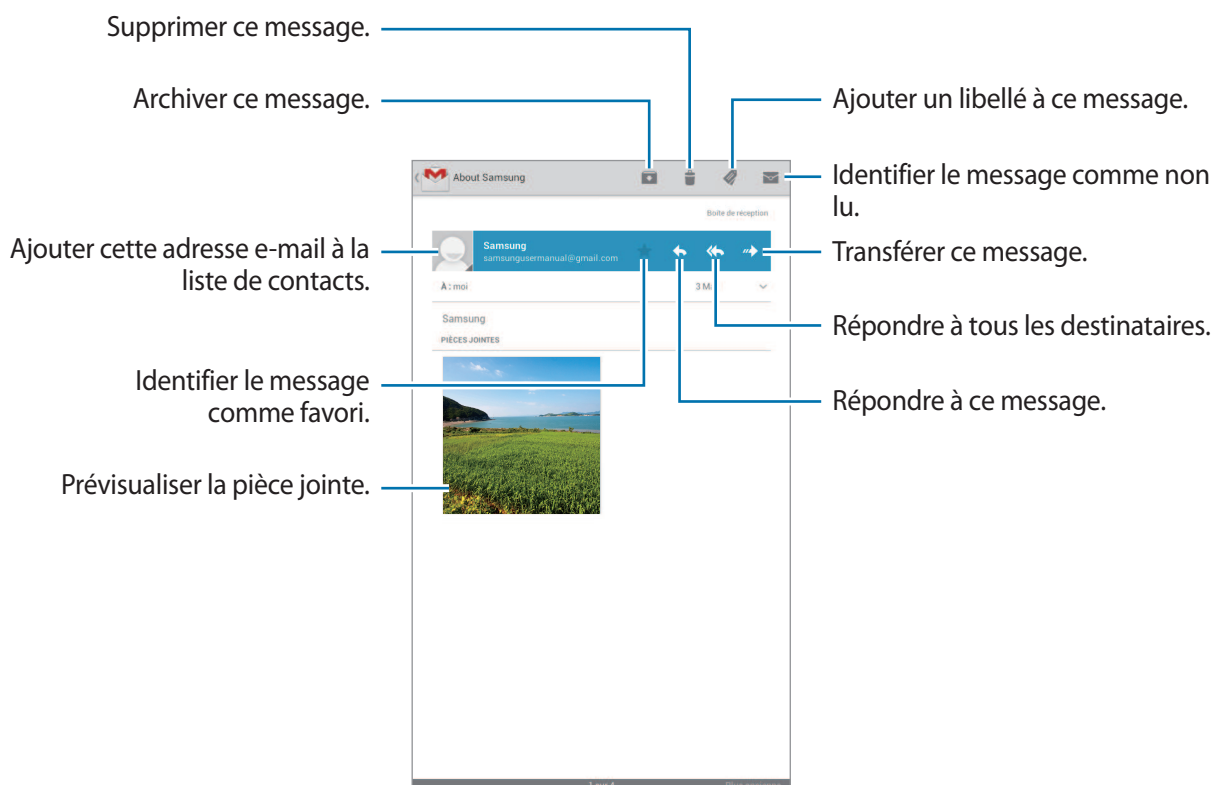 Supprimer ce message.
Archiver ce message.
Ajouter un libellé à ce message.
Identifier le message comme non
lu.
About Samsung
Boîte de réception
Ajouter cette adresse e-mail à la
liste de contacts.
Samsung
samsungusermanual@gmail.com
Transférer ce message.
À : moi
3
Samsung
PIÈCES JOINTES
Répondre à tous les destinataires.
Identifier le message
comme favori.
Répondre à ce message.
Prévisualiser la pièce jointe.